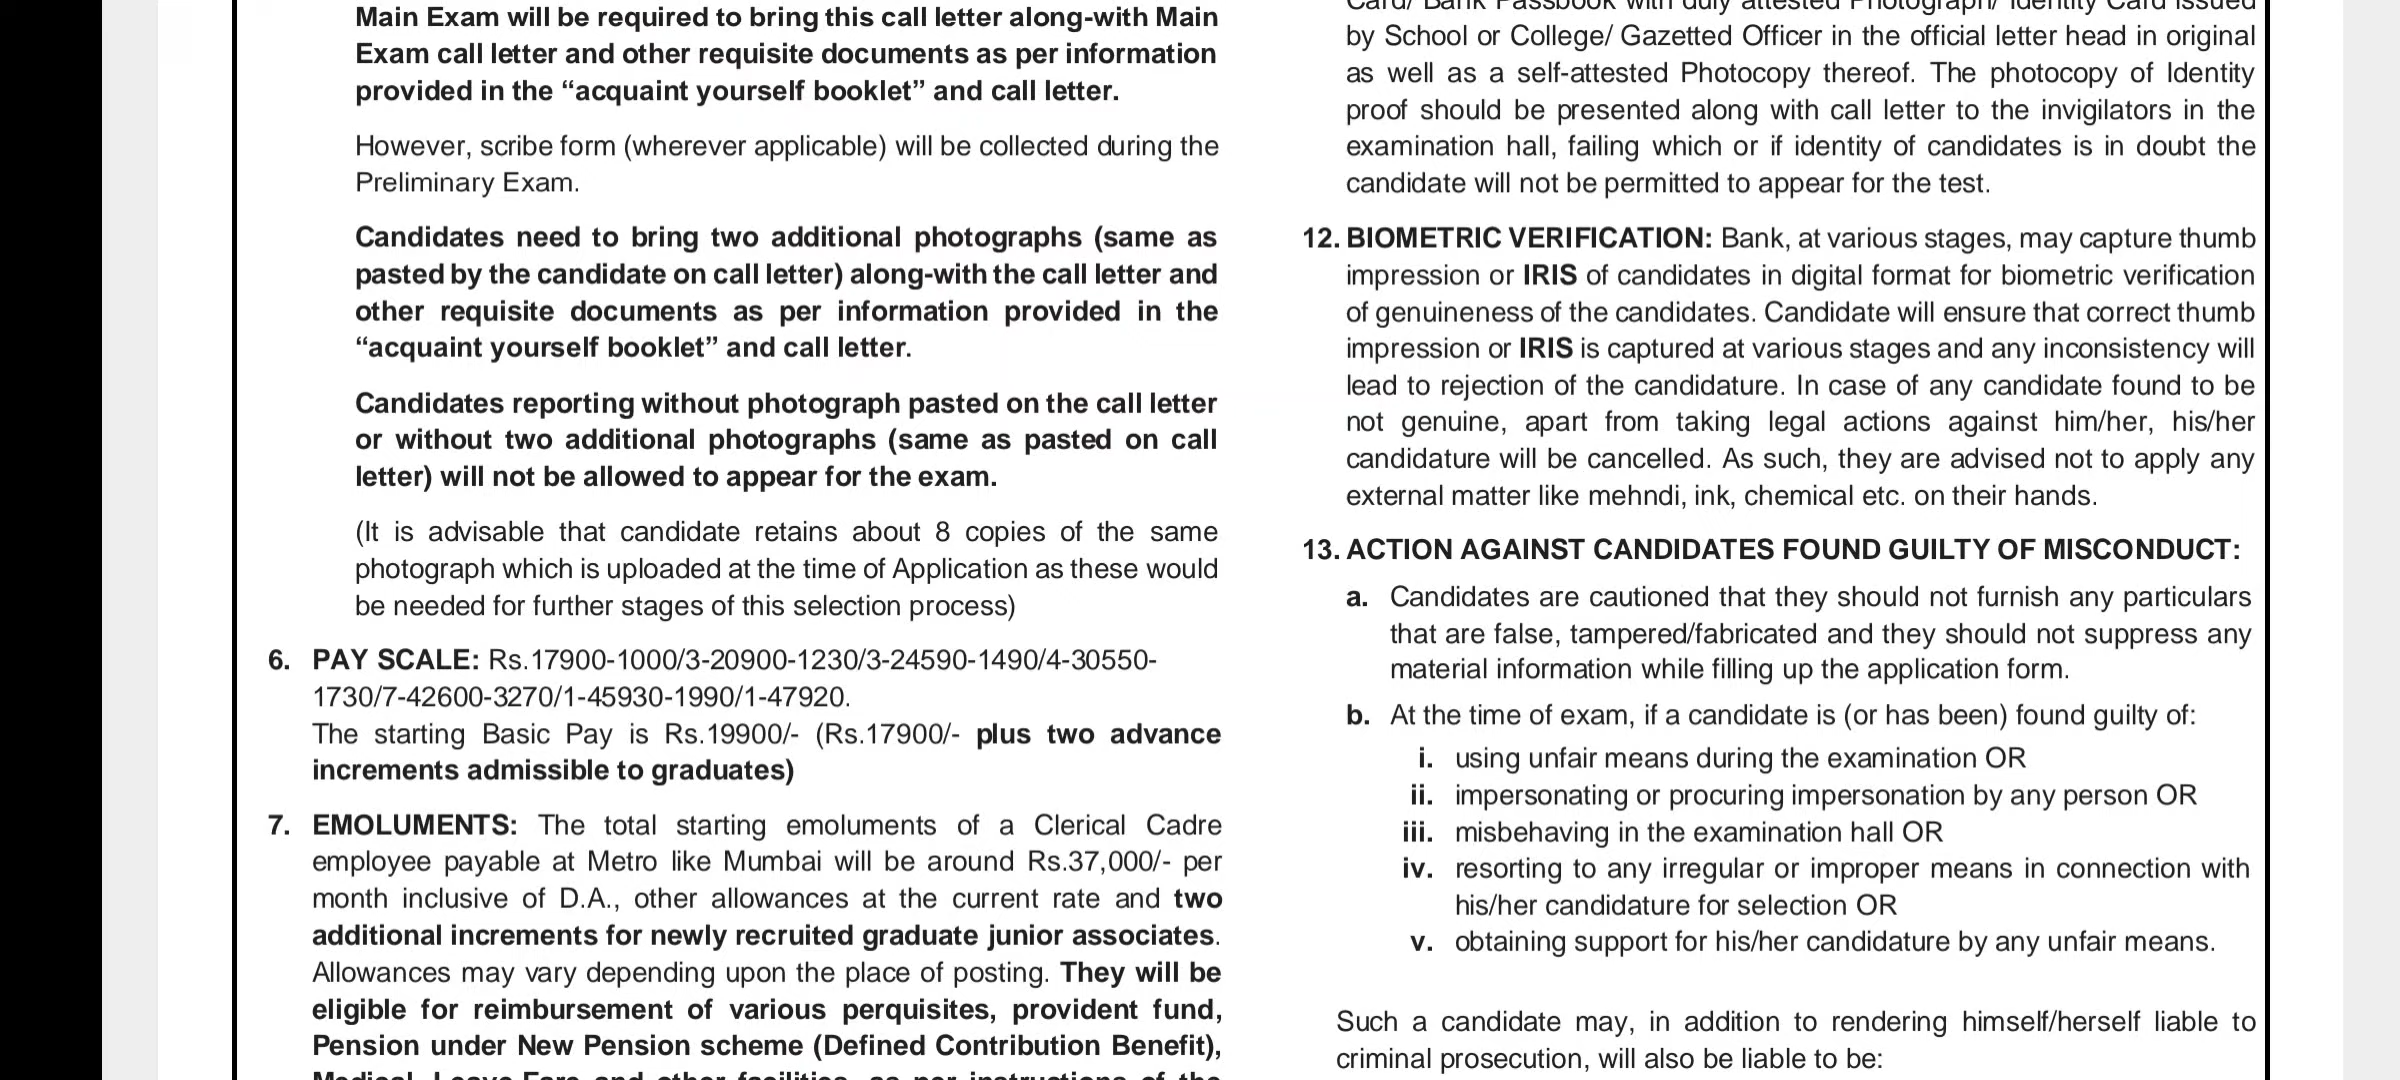 Main Exam will be required to bring this call letter along-with Main
Exam call letter and other requisite documents as per information
provided in the “acquaint yourself booklet” and call letter.
However, scribe form (wherever applicable) will be collected during the
Preliminary Exam.
Candidates need to bring two additional photographs (same as
pasted by the candidate on call letter) along-with the call letter and
other requisite documents as per information provided in the
“acquaint yourself booklet” and call letter.
Candidates reporting without photograph pasted on the call letter
or without two additional photographs (same as pasted on call
letter) will not be allowed to appear for the exam.
(It is advisable that candidate retains about 8 copies of the same
photograph which is uploaded at the time of Application as these would
be needed for further stages of this selection process)
6. PAY SCALE: Rs.17900-1000/3-20900-1230/3-24590-1490/4-30550-
1730/7-42600-3270/1-45930-1990/1-47920.
The starting Basic Pay is Rs.19900/- (Rs.17900/- plus two advance
increments admissible to graduates)
7. EMOLUMENTS: The total starting emoluments of a Clerical Cadre
employee payable at Metro like Mumbai will be around Rs.37,000/- per
month inclusive of D.A., other allowances at the current rate and two
additional increments for newly recruited graduate junior associates.
Allowances may vary depending upon the place of posting. They will be
eligible for reimbursement of various perquisites, provident fund,
Pension under New Pension scheme (Defined Contribution Benefit),
Medical, Leave Fare and other facilities, as per instructions of the
Card/ Bank Passbook with duly attested Photograph/ Identity Card issued
by School or College/ Gazetted Officer in the official letter head in original
as well as a self-attested Photocopy thereof. The photocopy of Identity
proof should be presented along with call letter to the invigilators in the
examination hall, failing which or if identity of candidates is in doubt the
candidate will not be permitted to appear for the test.
12. BIOMETRIC VERIFICATION: Bank, at various stages, may capture thumb
impression or IRIS of candidates in digital format for biometric verification
of genuineness of the candidates. Candidate will ensure that correct thumb
impression or IRIS is captured at various stages and any inconsistency will
lead to rejection of the candidature. In case of any candidate found to be
not genuine, apart from taking legal actions against him/her, his/her
candidature will be cancelled. As such, they are advised not to apply any
external matter like mehndi, ink, chemical etc. on their hands.
13. ACTION AGAINST CANDIDATES FOUND GUILTY OF MISCONDUCT:
a. Candidates are cautioned that they should not furnish any particulars
that are false, tampered/fabricated and they should not suppress any
material information while filling up the application form.
b. At the time of exam, if a candidate is (or has been) found guilty of:
i. using unfair means during the examination OR
ii. impersonating or procuring impersonation by any person OR
iii. misbehaving in the examination hall OR
iv. resorting to any irregular or improper means in connection with
his/her candidature for selection OR
v. obtaining support for his/her candidature by any unfair means.
Such a candidate may, in addition to rendering himself/herself liable to
criminal prosecution, will also be liable to be: